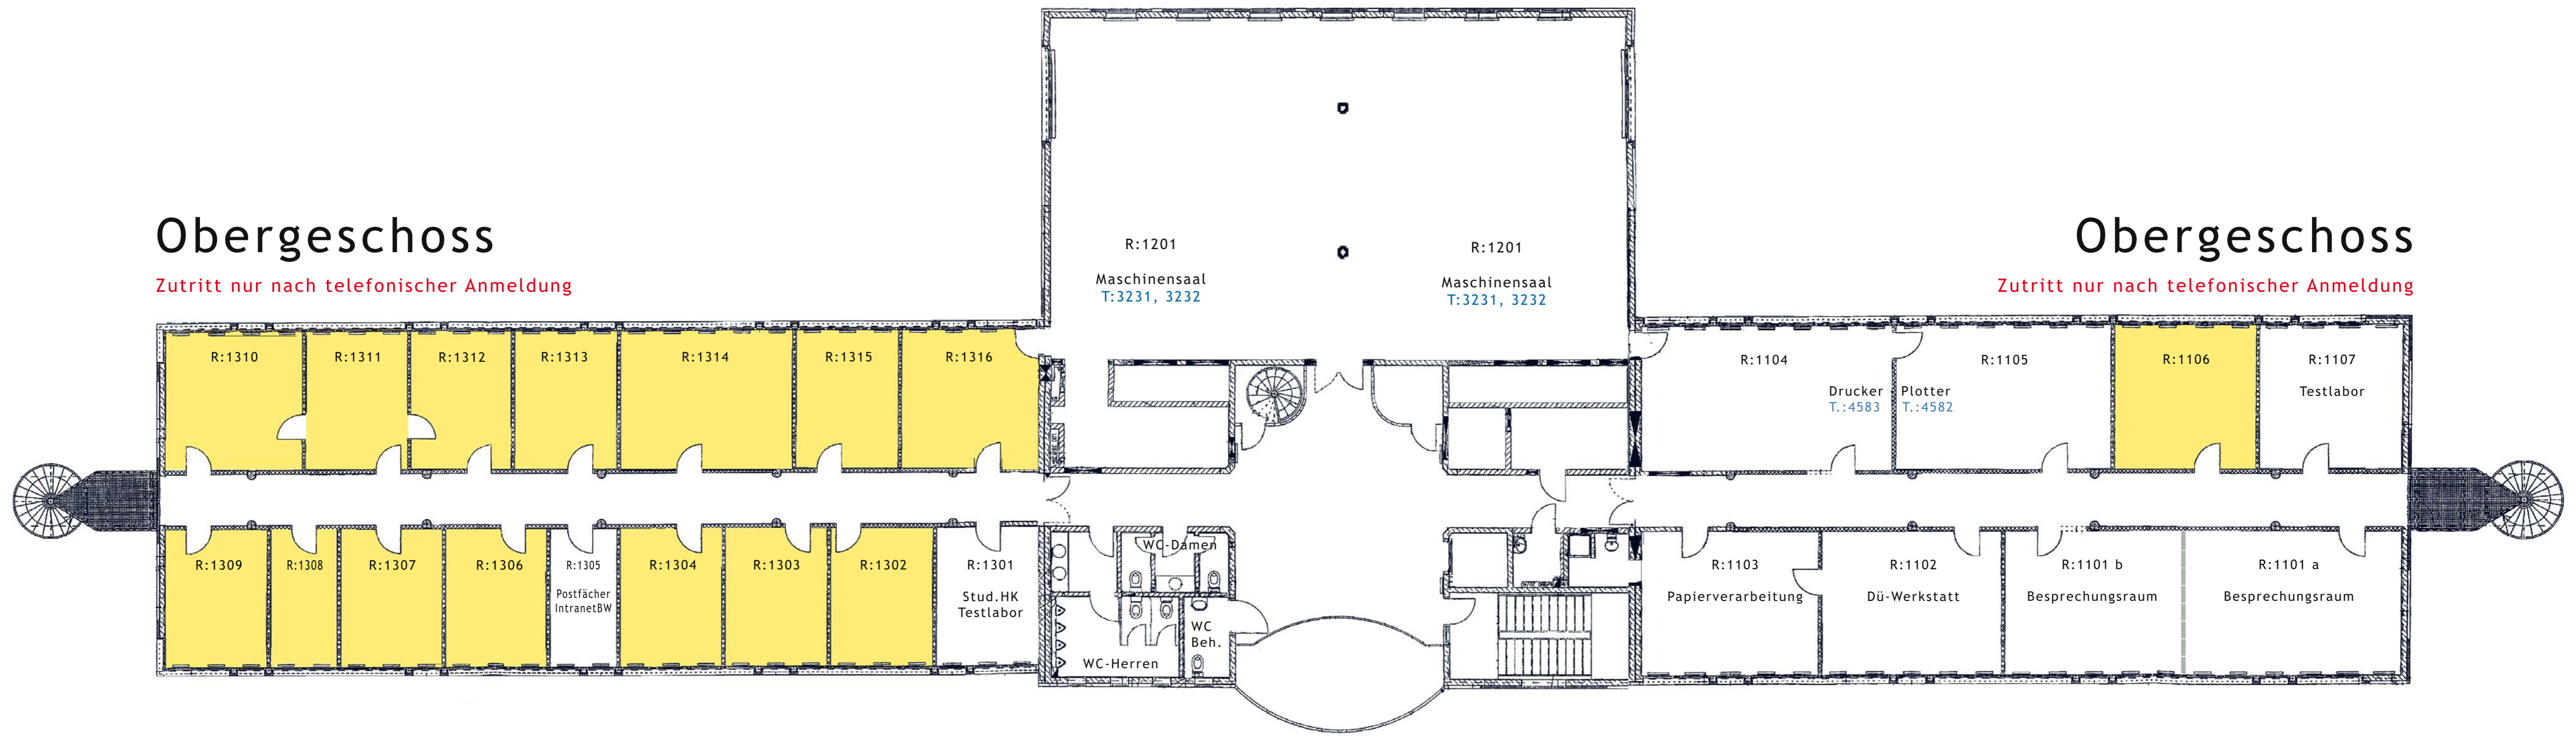 Obergeschoss
Zutritt nur nach telefonischer Anmeldung
R:1201
Maschinensaal
T:3231, 3232
R:1201
Maschinensaal
T:3231, 3232
Obergeschoss
Zutritt nur nach telefonischer Anmeldung
R:1310
R:1311
R:1312
R:1313
R:1314
R:1315
R:1316
R:1104
Drucker
T.:4583
R:1105
Plotter
T.:4582
R:1106
R:1107
Testlabor
R:1309
R:1308
R:1307
R:1306
R:1305
Postfächer
IntranetBW
R:1304
R:1303
R:1302
R:1301
Stud.HK
Testlabor
WC-Damen
WC
Beh.
WC-Herren
R:1103
Papierverarbeitung
R:1102
Dü-Werkstatt
R:1101 b
Besprechungsraum
R:1101 a
Besprechungsraum